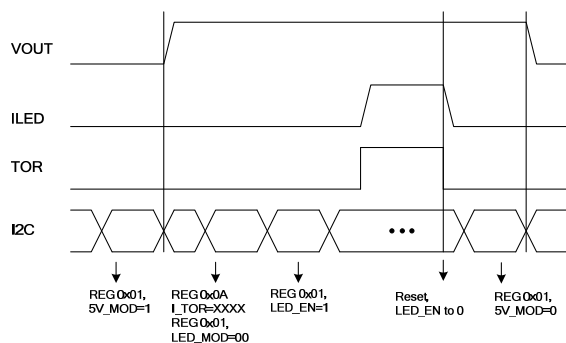 VOUT
ILED
TOR
I2C
REG 0x01,
5V_MOD=1
REG 0x0A
I_TOR=XXXX
REG 0x01,
LED_MOD=00
REG 0x01,
LED_EN=1
Reset,
LED_EN to 0
REG 0x01,
5V_MOD=0